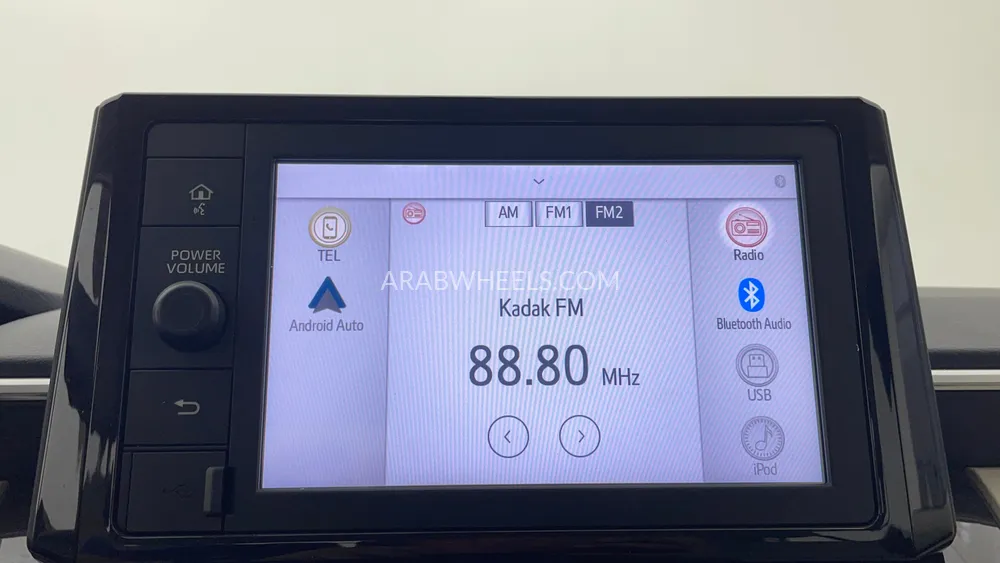 POWER
VOLUME
TEL
Android Auto
AM FM1 FM2
ARABWHEELS.COM
Kadak FM
88.80 MHz
Radio
Bluetooth Audio
USB
iPod